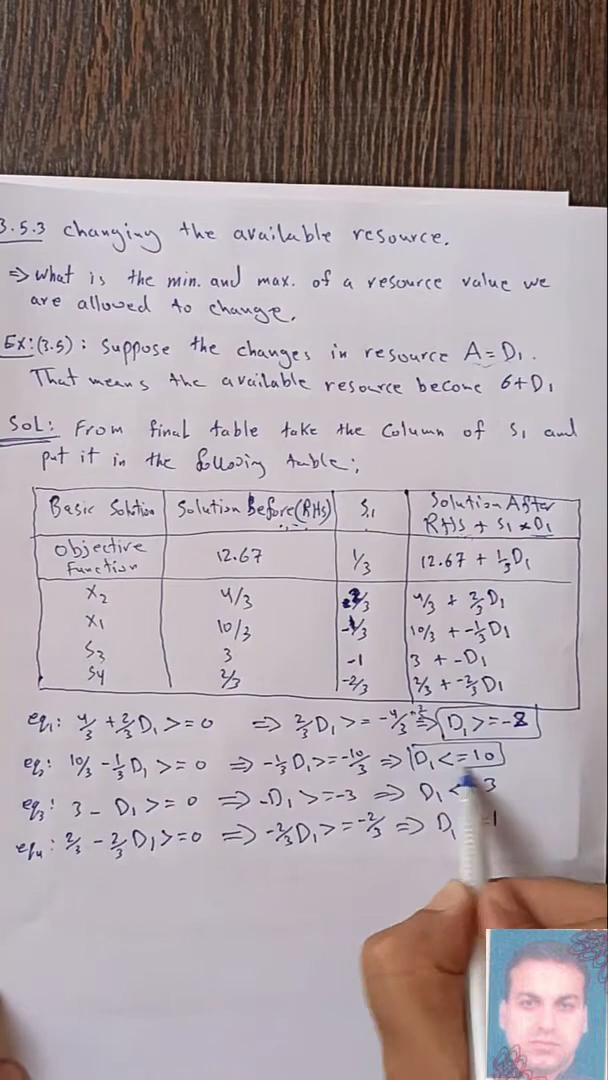 3.5.3 Changing the available resource.
=> What is the min. and max. of a resource value we
are allowed to change.
Ex:(3.5): Suppose the changes in resource A = D1.
That means the available resource become 6+D1
Sol: From final table take the Column of S1 and
put it in the following table:
Basic Solution Solution Before(RHS) S1 Solution After
RHS + S1 * D1
Objective
Function 12.67 1/3 12.67 + 1/3 D1
X2 4/3 2/3 4/3 + 2/3 D1
X1 10/3 -1/3 10/3 + -1/3 D1
S3 3 -1 3 + -D1
S4 2/3 -2/3 2/3 + -2/3 D1
eq1: 4/3 + 2/3 D1 >= 0 => 2/3 D1 >= -4/3 => D1 >= -2
eq2: 10/3 - 1/3 D1 >= 0 => -1/3 D1 >= -10/3 => D1 <= 10
eq3: 3 - D1 >= 0 => -D1 >= -3 => D1 < 3
eq4: 2/3 - 2/3 D1 >= 0 => -2/3 D1 >= -2/3 => D1 1